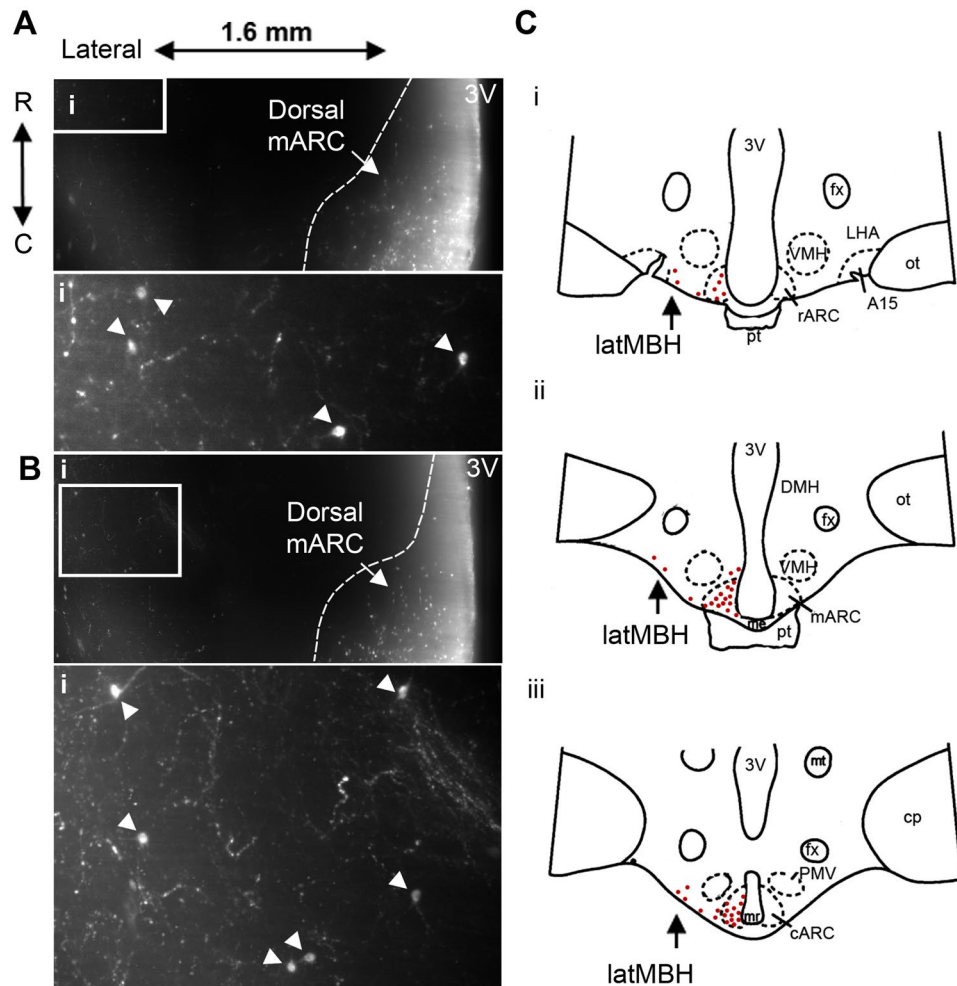 A
Lateral
1.6 mm
R
C
i
Dorsal
mARC
3V
i
B
i
Dorsal
mARC
3V
i
C
i
3V
fx
VMH
LHA
ot
A15
rARC
pt
latMBH
ii
3V
DMH
ot
fx
VMH
mARC
me
pt
latMBH
iii
3V
mt
cp
fx
PMV
mr
cARC
latMBH